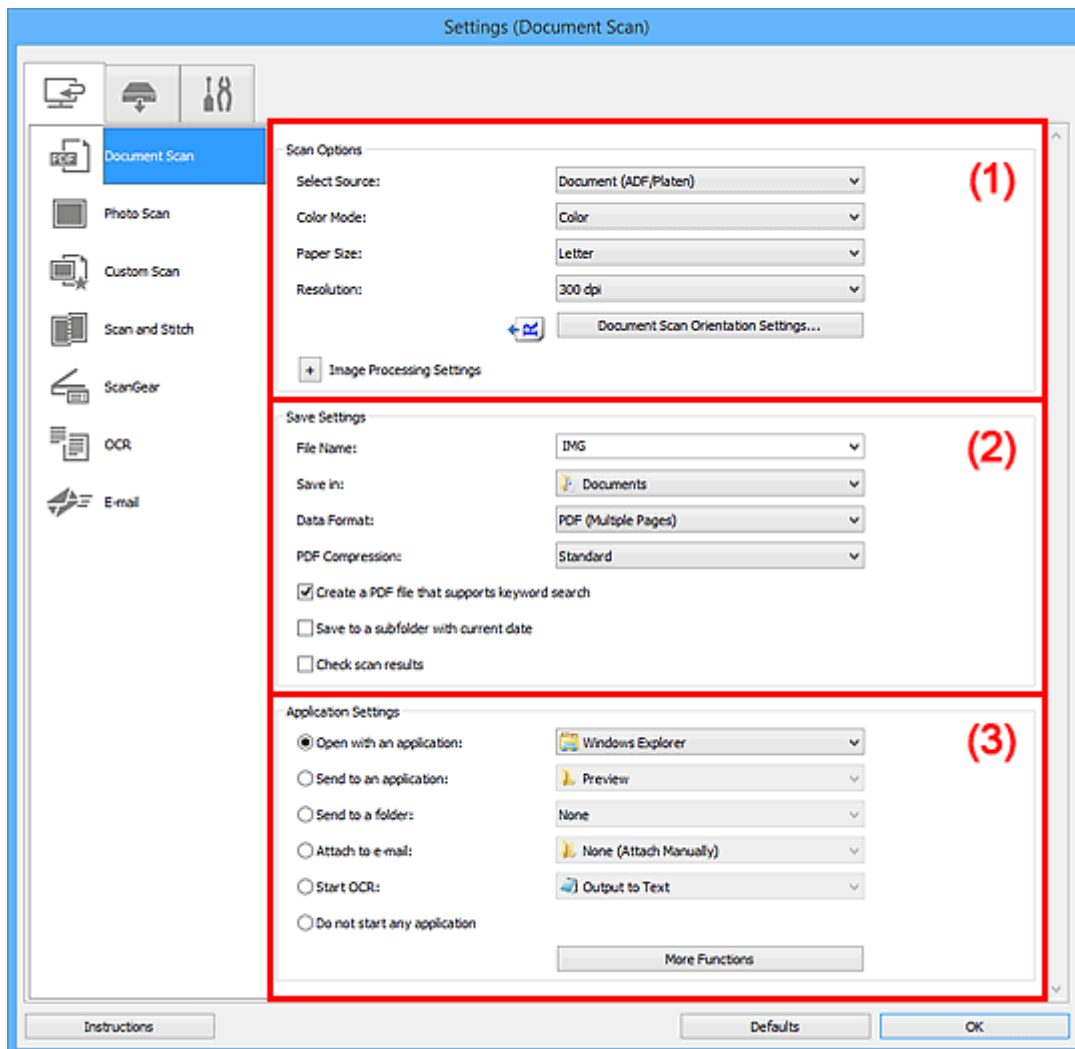 Settings (Document Scan)
PDF
Document Scan
Photo Scan
Custom Scan
Scan and Stitch
ScanGear
OCR
E-mail
Scan Options
(1)
Select Source: Document (ADF/Platen)
Color Mode: Color
Paper Size: Letter
Resolution: 300 dpi
R Document Scan Orientation Settings...
+ Image Processing Settings
Save Settings
(2)
File Name: IMG
Save in: Documents
Data Format: PDF (Multiple Pages)
PDF Compression: Standard
Create a PDF file that supports keyword search
Save to a subfolder with current date
Check scan results
Application Settings
(3)
Open with an application: Windows Explorer
Send to an application: Preview
Send to a folder: None
Attach to e-mail: None (Attach Manually)
Start OCR: Output to Text
Do not start any application
More Functions
Instructions Defaults OK